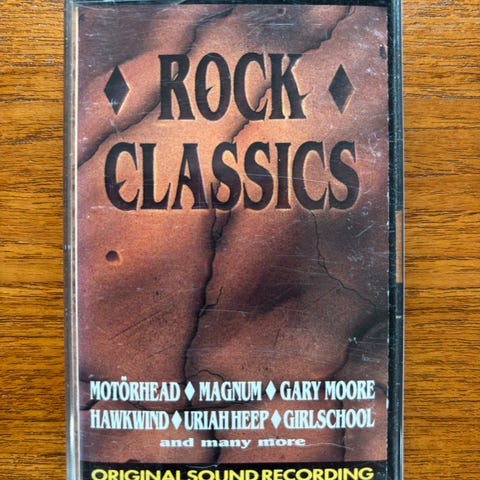 ♦ ROCK ♦
CLASSICS
MOTÖRHEAD ♦ MAGNUM ♦ GARY MOORE
HAWKWIND ♦ URIAH HEEP ♦ GIRLSCHOOL
and many more
ORIGINAL SOUND RECORDING